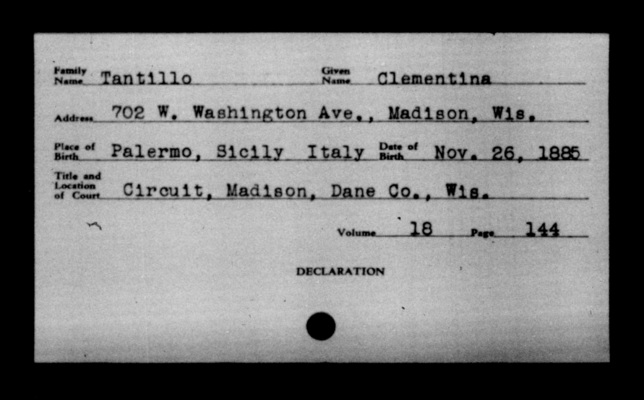 Family Name Tantillo Given Name Clementina
Address 702 W. Washington Ave., Madison, Wis.
Place of Birth Palermo, Sicily Italy Date of Birth Nov. 26, 1885
Title and Location of Court Circuit, Madison, Dane Co., Wis.
Volume 18 Page 144
DECLARATION